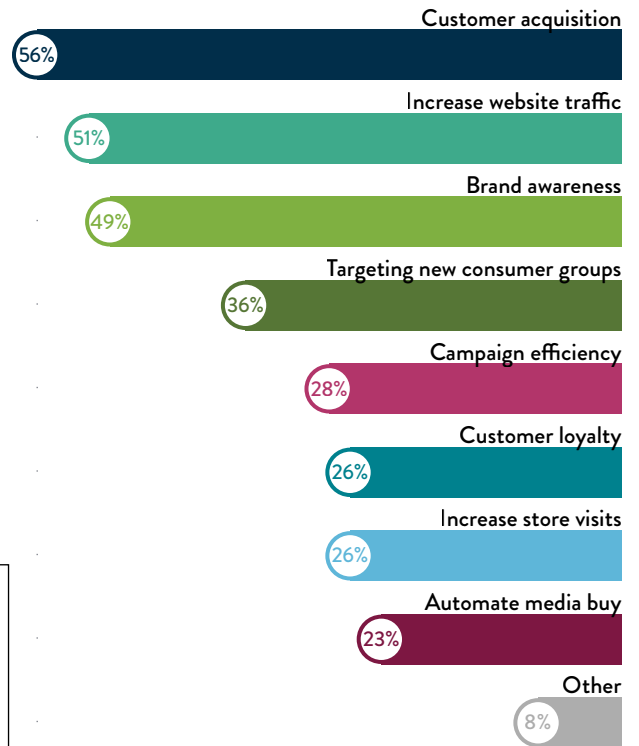 Customer acquisition
56%
Increase website traffic
51%
Brand awareness
49%
Targeting new consumer groups
36%
Campaign efficiency
28%
Customer loyalty
26%
Increase store visits
26%
Automate media buy
23%
Other
8%